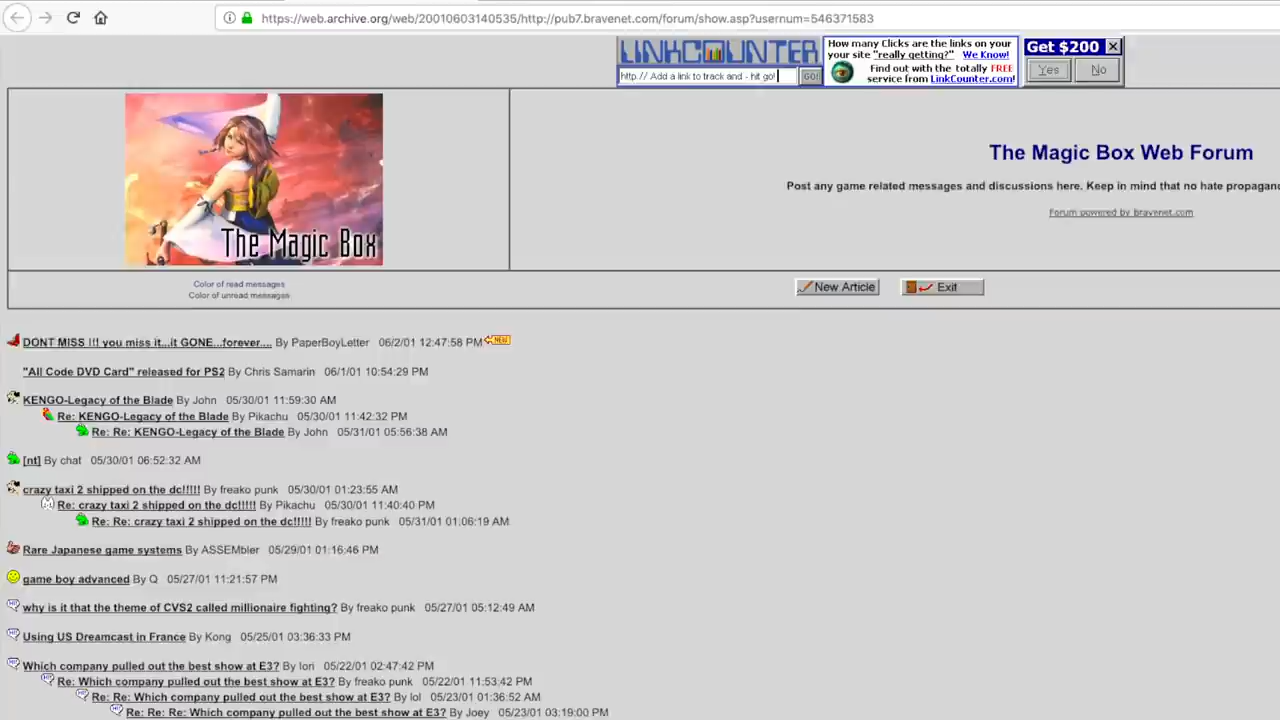 https://web.archive.org/web/20010603140535/http://pub7.bravenet.com/forum/show.asp?usernum=546371583
LINKCOUNTER
http:// Add a link to track and - hit go!
GO!
How many Clicks are the links on your
your site "really getting?" We Know!
Find out with the totally FREE
service from LinkCounter.com!
Get $200
Yes No
The Magic Box
The Magic Box Web Forum
Post any game related messages and discussions here. Keep in mind that no hate
Forum powered by bravenet.com
Color of read messages
Color of unread messages
New Article Exit
DONT MISS !!! you miss it...it GONE...forever.... By PaperBoyLetter 06/2/01 12:47:58 PM NEW
"All Code DVD Card" released for PS2 By Chris Samarin 06/1/01 10:54:29 PM
KENGO-Legacy of the Blade By John 05/30/01 11:59:30 AM
Re: KENGO-Legacy of the Blade By Pikachu 05/30/01 11:42:32 PM
Re: Re: KENGO-Legacy of the Blade By John 05/31/01 05:56:38 AM
[nt] By chat 05/30/01 06:52:32 AM
crazy taxi 2 shipped on the dc!!!!! By freako punk 05/30/01 01:23:55 AM
Re: crazy taxi 2 shipped on the dc!!!!! By Pikachu 05/30/01 11:40:40 PM
Re: Re: crazy taxi 2 shipped on the dc!!!!! By freako punk 05/31/01 01:06:19 AM
Rare Japanese game systems By ASSEMbler 05/29/01 01:16:46 PM
game boy advanced By Q 05/27/01 11:21:57 PM
why is it that the theme of CVS2 called millionaire fighting? By freako punk 05/27/01 05:12:49 AM
Using US Dreamcast in France By Kong 05/25/01 03:36:33 PM
Which company pulled out the best show at E3? By lori 05/22/01 02:47:42 PM
Re: Which company pulled out the best show at E3? By freako punk 05/22/01 11:53:42 PM
Re: Re: Which company pulled out the best show at E3? By lol 05/23/01 01:36:52 AM
Re: Re: Re: Which company pulled out the best show at E3? By Joey 05/23/01 03:19:00 PM